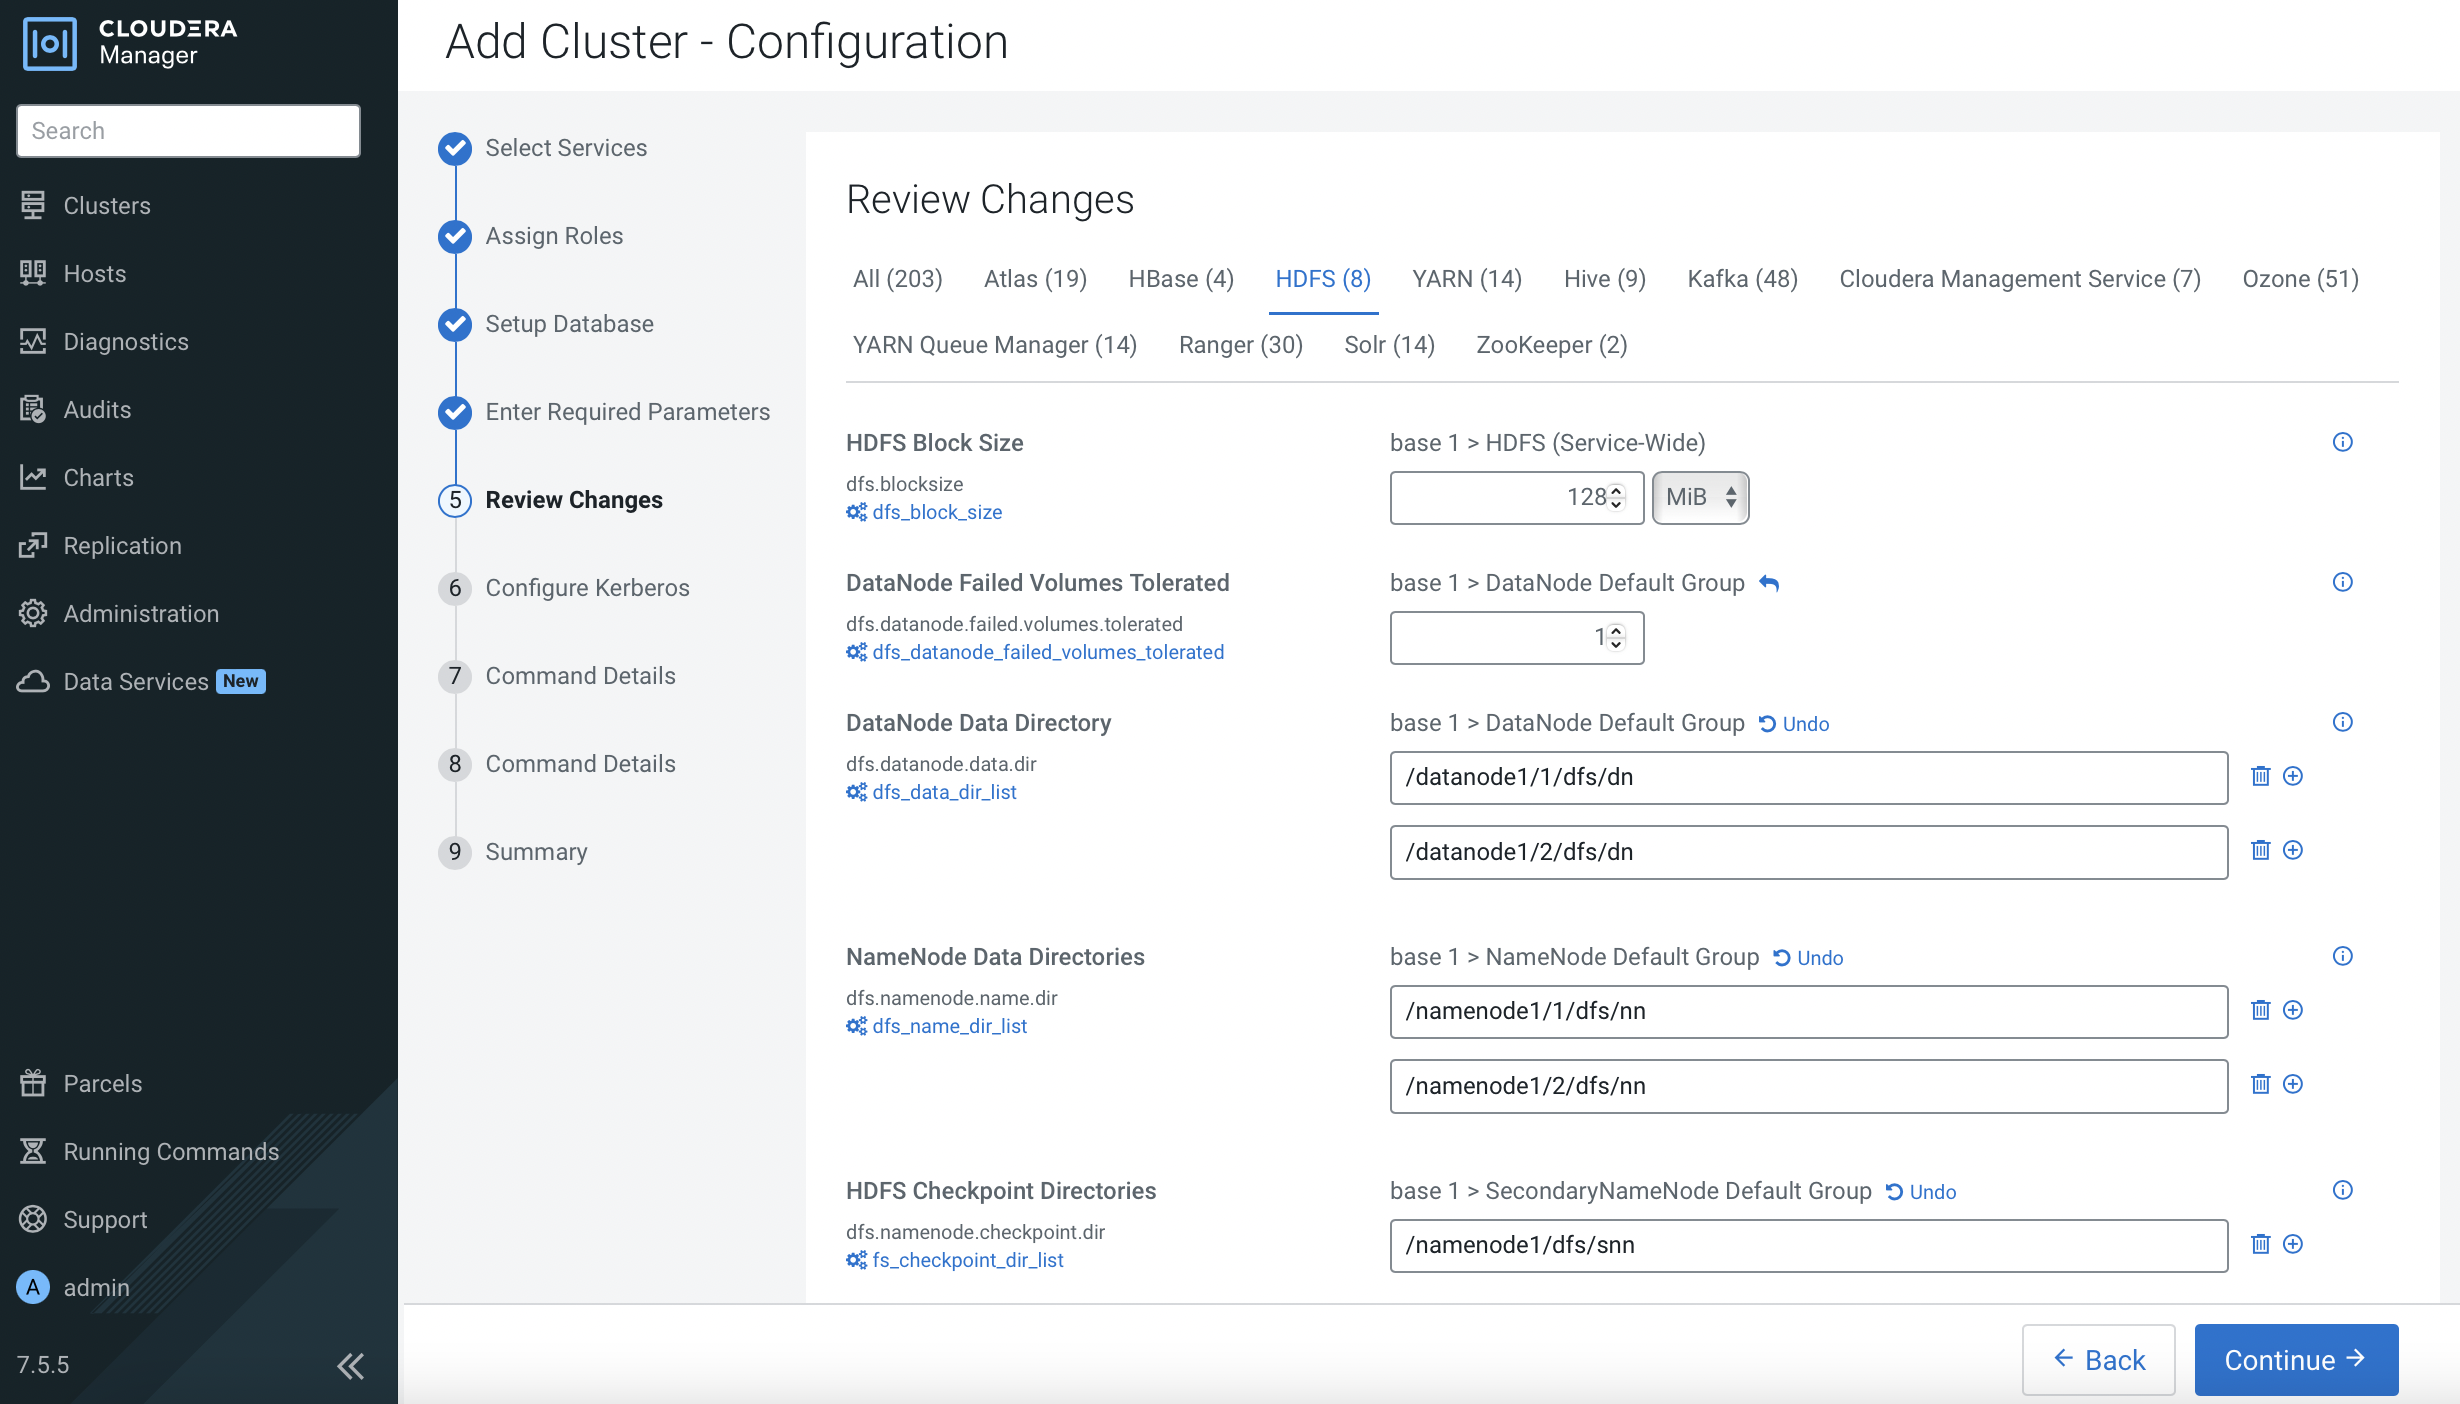 CLOUDERA
Manager
Search
Clusters
Hosts
Diagnostics
Audits
Charts
Replication
Administration
Data Services New
Parcels
Running Commands
Support
A admin
7.5.5
Add Cluster - Configuration
Select Services
Assign Roles
Setup Database
Enter Required Parameters
5 Review Changes
6 Configure Kerberos
7 Command Details
8 Command Details
9 Summary
Review Changes
All (203) Atlas (19) HBase (4) HDFS (8) YARN (14) Hive (9) Kafka (48) Cloudera Management Service (7) Ozone (51)
YARN Queue Manager (14) Ranger (30) Solr (14) ZooKeeper (2)
HDFS Block Size
dfs.blocksize
dfs_block_size
base 1 > HDFS (Service-Wide)
128 MiB
DataNode Failed Volumes Tolerated
dfs.datanode.failed.volumes.tolerated
dfs_datanode_failed_volumes_tolerated
base 1 > DataNode Default Group
1
DataNode Data Directory
dfs.datanode.data.dir
dfs_data_dir_list
base 1 > DataNode Default Group Undo
/datanode1/1/dfs/dn
/datanode1/2/dfs/dn
NameNode Data Directories
dfs.namenode.name.dir
dfs_name_dir_list
base 1 > NameNode Default Group Undo
/namenode1/1/dfs/nn
/namenode1/2/dfs/nn
HDFS Checkpoint Directories
dfs.namenode.checkpoint.dir
fs_checkpoint_dir_list
base 1 > SecondaryNameNode Default Group Undo
/namenode1/dfs/snn
Back
Continue